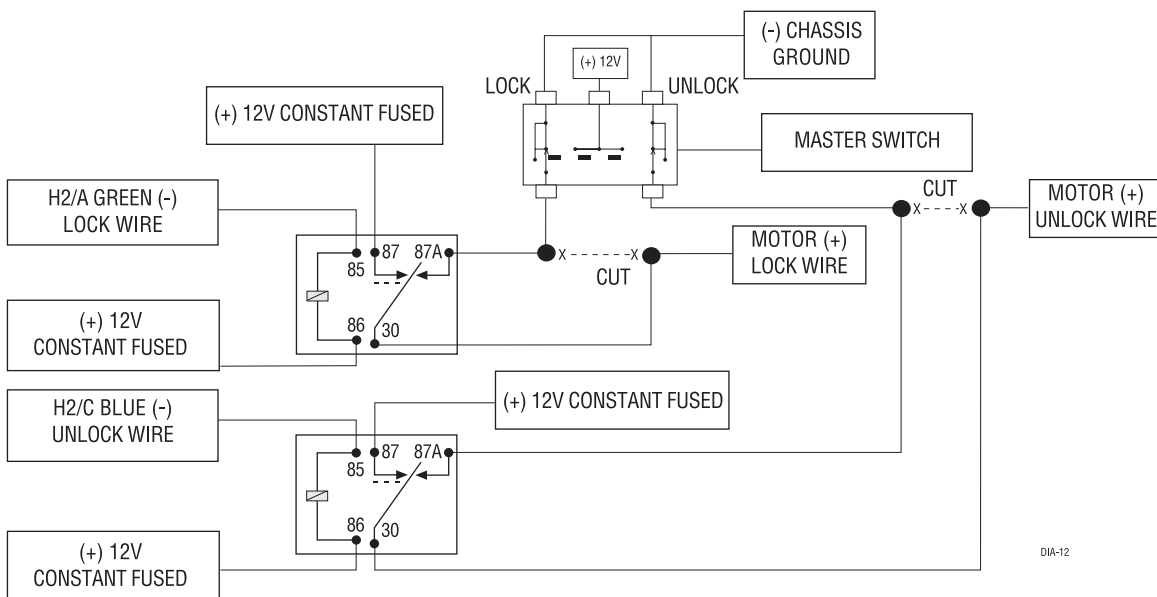 (-) CHASSIS
GROUND
(+) 12V
LOCK
UNLOCK
(+) 12V CONSTANT FUSED
MASTER SWITCH
H2/A GREEN (-)
LOCK WIRE
CUT
MOTOR (+)
UNLOCK WIRE
X
X
MOTOR (+)
LOCK WIRE
X
X
CUT
87
87A
85
86
30
(+) 12V
CONSTANT FUSED
H2/C BLUE (-)
UNLOCK WIRE
(+) 12V CONSTANT FUSED
87
87A
85
86
30
(+) 12V
CONSTANT FUSED
DIA-12